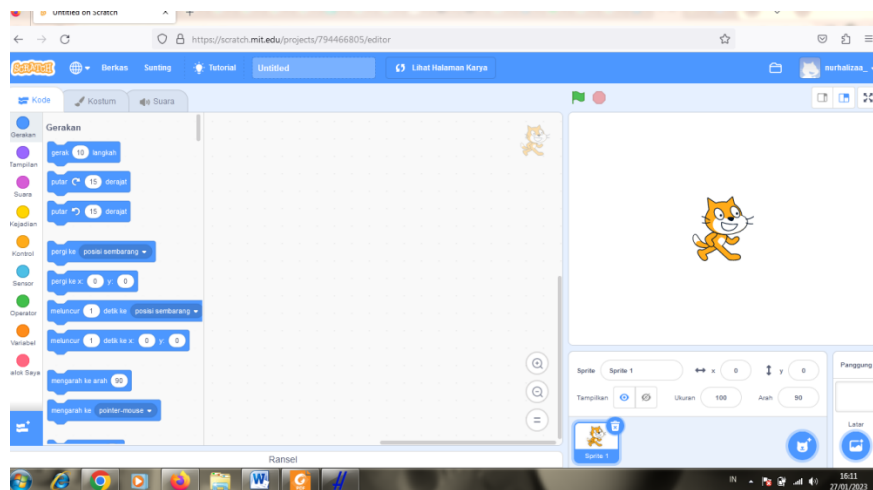 Untitled on Scratch × +
https://scratch.mit.edu/projects/794466805/editor
SCRATCH Berkas Sunting Tutorial Untitled Lihat Halaman Karya nurhalizaa_
Kode Kostum Suara
Gerakan
Tampilan
Suara
Kejadian
Kontrol
Sensor
Operator
Variabel
alok Saya
Gerakan
gerak 10 langkah
putar 15 derajat
putar 15 derajat
pergi ke posisi sembarang
pergi ke x: 0 y: 0
meluncur 1 detik ke posisi sembarang
meluncur 1 detik ke x: 0 y: 0
mengarah ke arah 90
mengarah ke pointer-mouse
Ransel
Sprite Sprite 1 x 0 y 0
Tampilkan Ukuran 100 Arah 90
Sprite 1
Panggung
Latar
IN 16:11
27/01/2023